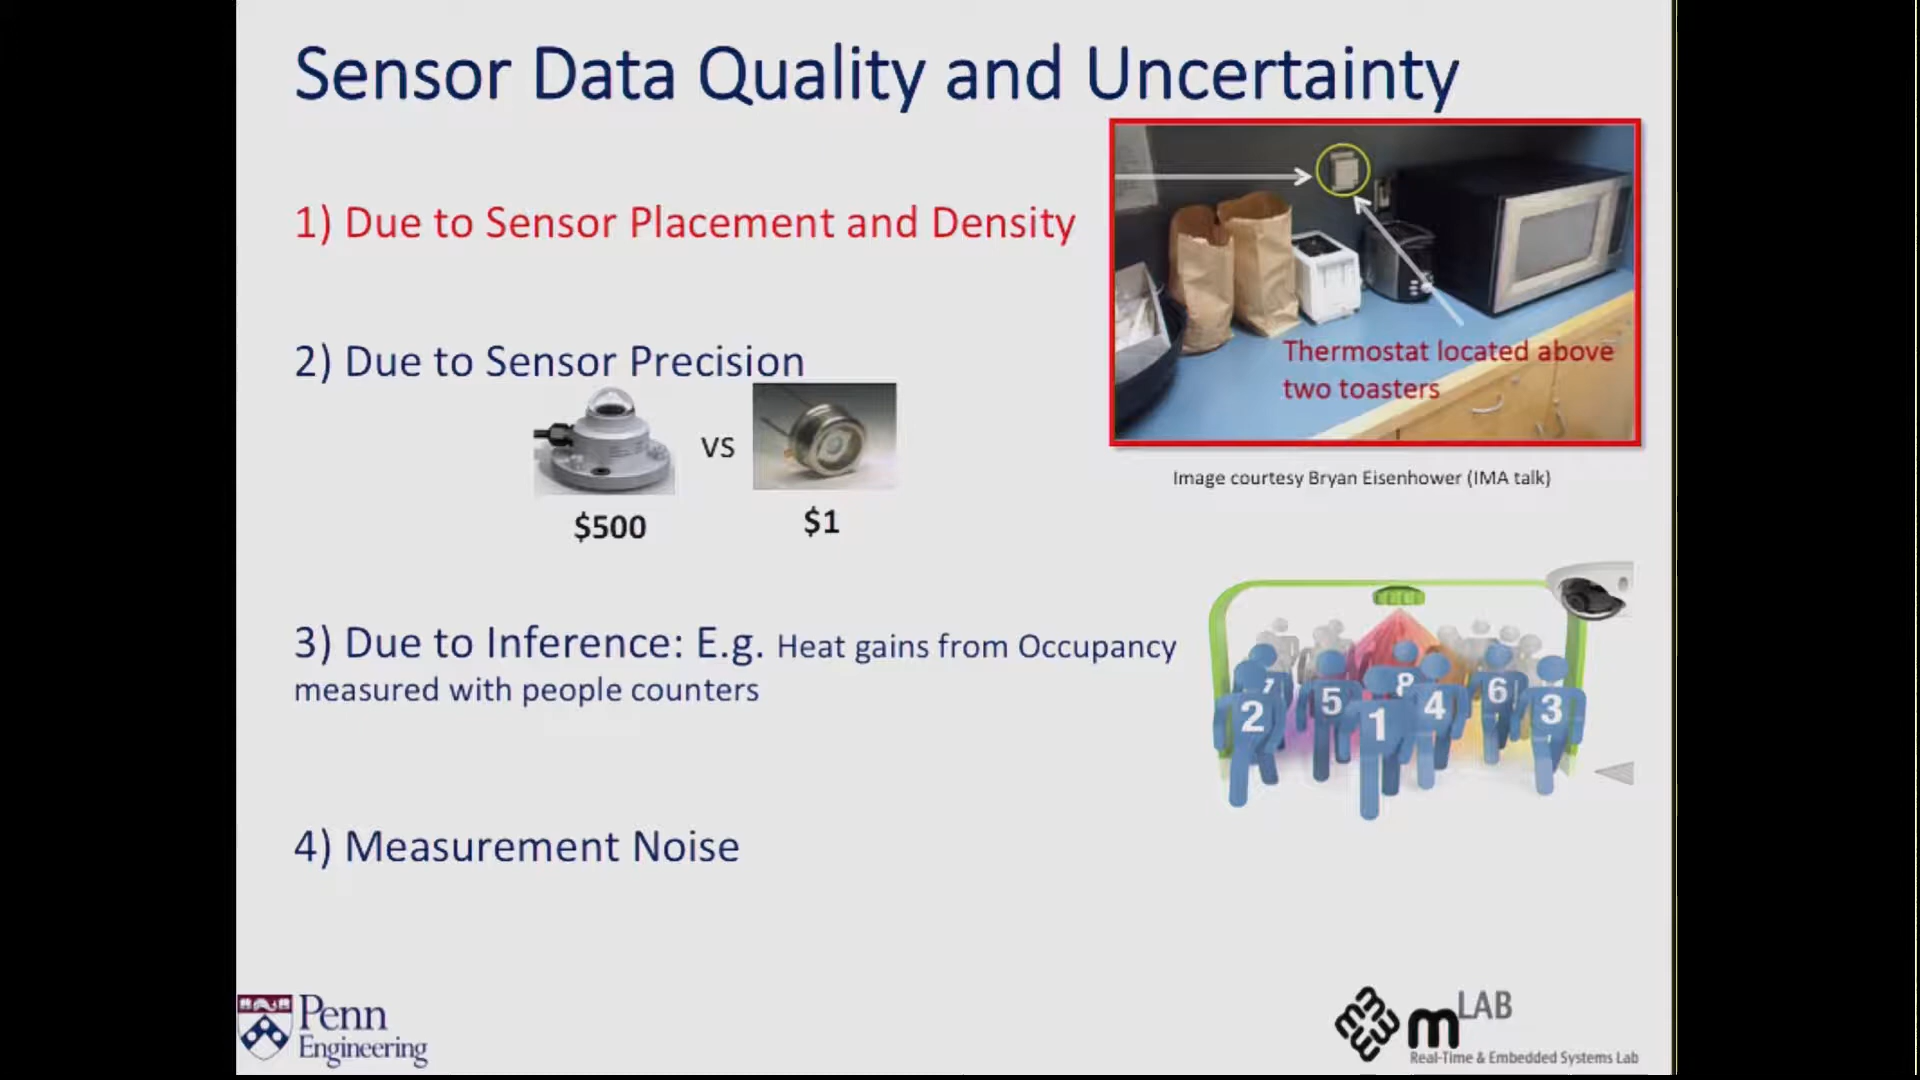 Sensor Data Quality and Uncertainty
1) Due to Sensor Placement and Density
Thermostat located above
two toasters
Image courtesy Bryan Eisenhower (IMA talk)
2) Due to Sensor Precision
vs
$500
$1
3) Due to Inference: E.g. Heat gains from Occupancy
measured with people counters
7 8
2 5 1 4 6 3
4) Measurement Noise
Penn
Engineering
mLAB
Real-Time & Embedded Systems Lab